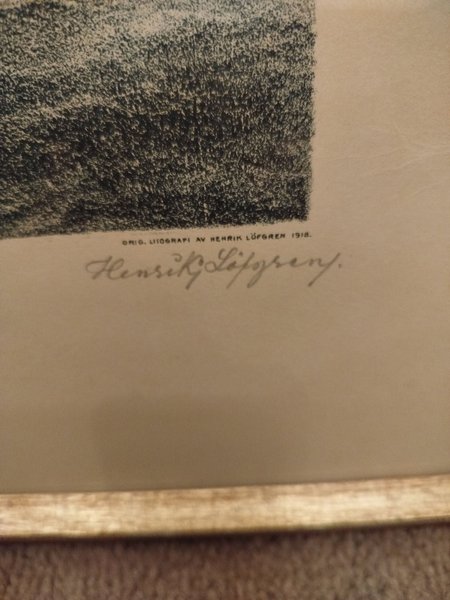 ORIG. LITOGRAFI AV HENRIK LÖFGREN 1918.
Henrik Löfgren.